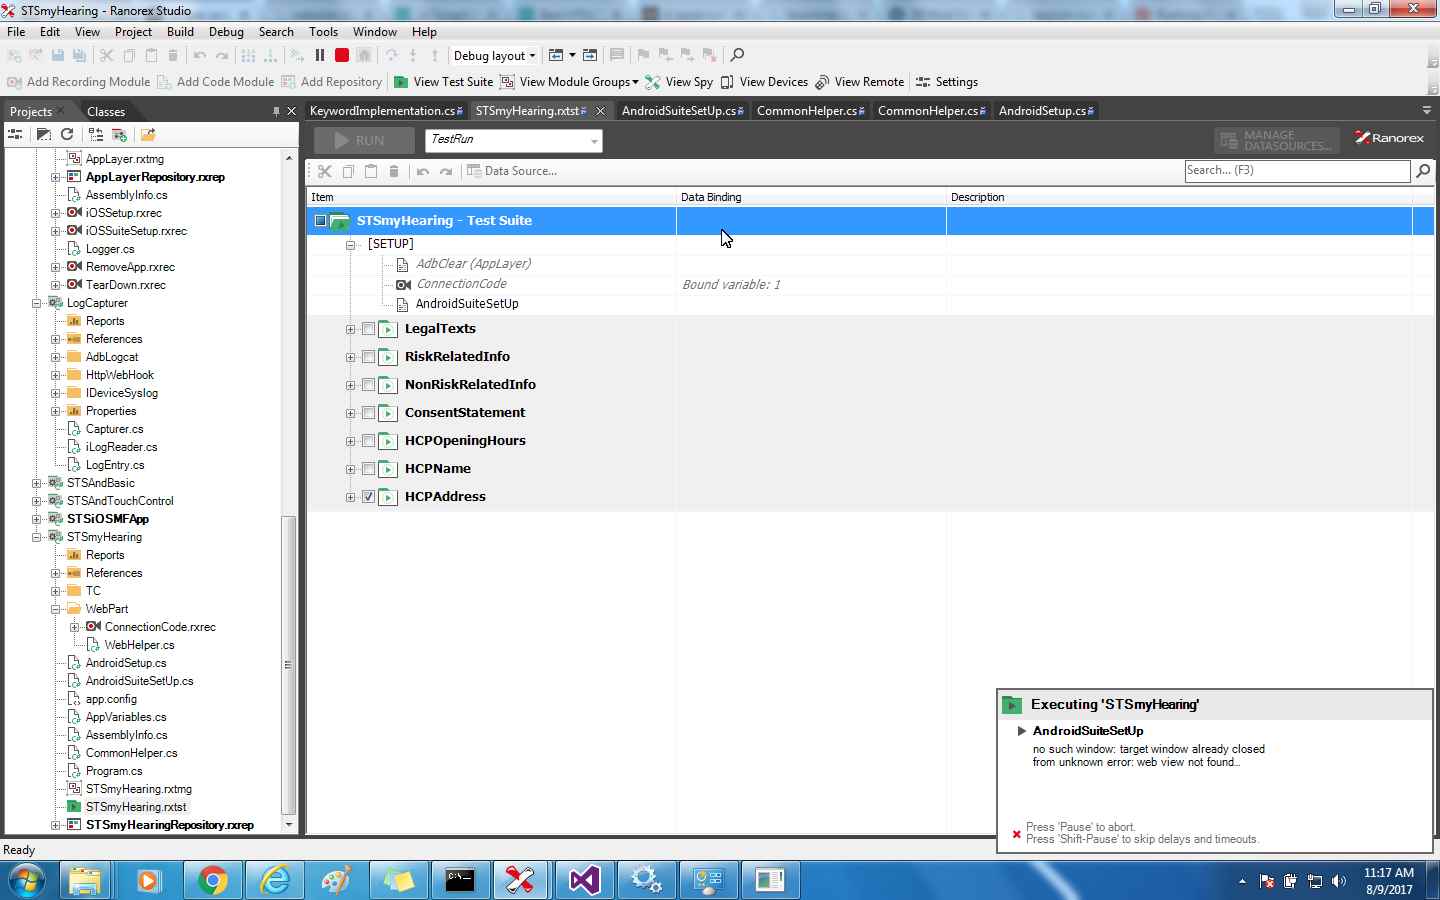 STSmyHearing - Ranorex Studio
File Edit View Project Build Debug Search Tools Window Help
Debug layout
Add Recording Module Add Code Module Add Repository View Test Suite View Module Groups View Spy View Devices View Remote Settings
Projects Classes
KeywordImplementation.cs STSmyHearing.rxtst AndroidSuiteSetUp.cs CommonHelper.cs CommonHelper.cs AndroidSetup.cs
RUN TestRun MANAGE DATASOURCES... Ranorex
Data Source... Search... (F3)
Item Data Binding Description
STSmyHearing - Test Suite
[SETUP]
AdbClear (AppLayer)
ConnectionCode Bound variable: 1
AndroidSuiteSetUp
LegalTexts
RiskRelatedInfo
NonRiskRelatedInfo
ConsentStatement
HCPOpeningHours
HCPName
HCPAddress
AppLayer.rxtmg
AppLayerRepository.rxrep
AssemblyInfo.cs
iOSSetup.rxrec
iOSSuiteSetup.rxrec
Logger.cs
RemoveApp.rxrec
TearDown.rxrec
LogCapturer
Reports
References
AdbLogcat
HttpWebHook
IDeviceSyslog
Properties
Capturer.cs
iLogReader.cs
LogEntry.cs
STSAndBasic
STSAndTouchControl
STSiOSMFApp
STSmyHearing
Reports
References
TC
WebPart
ConnectionCode.rxrec
WebHelper.cs
AndroidSetup.cs
AndroidSuiteSetUp.cs
app.config
AppVariables.cs
AssemblyInfo.cs
CommonHelper.cs
Program.cs
STSmyHearing.rxtmg
STSmyHearing.rxtst
STSmyHearingRepository.rxrep
Executing 'STSmyHearing'
AndroidSuiteSetUp
no such window: target window already closed
from unknown error: web view not found...
Press 'Pause' to abort.
Press 'Shift-Pause' to skip delays and timeouts.
Ready
11:17 AM
8/9/2017